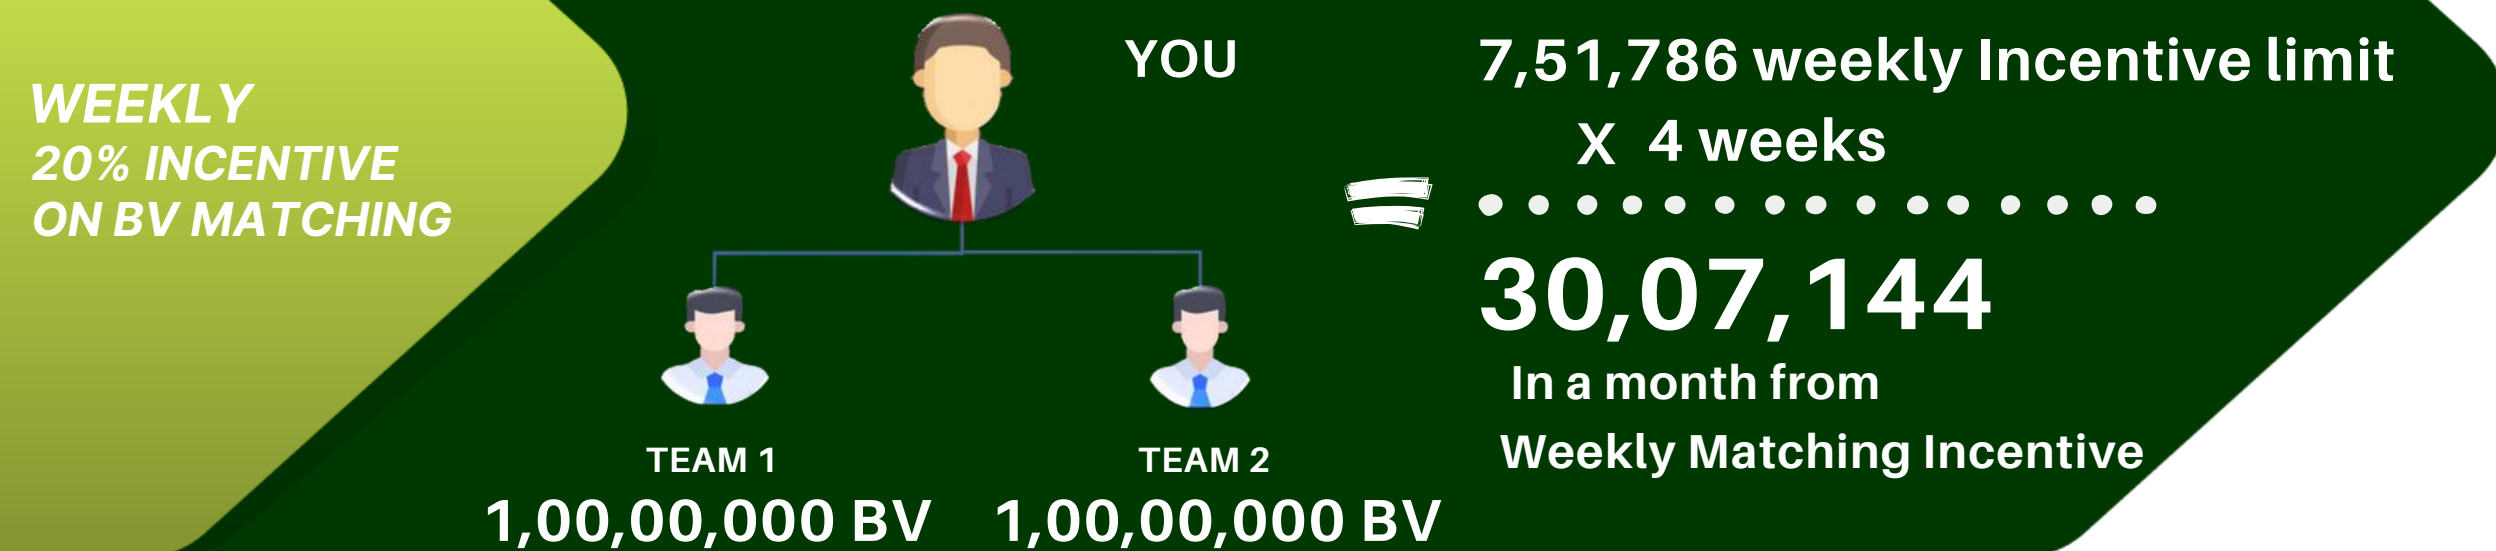 WEEKLY
20% INCENTIVE
ON BV MATCHING
YOU
TEAM 1
1,00,00,000 BV
TEAM 2
1,00,00,000 BV
=
7,51,786 weekly Incentive limit
X 4 weeks
30,07,144
In a month from
Weekly Matching Incentive